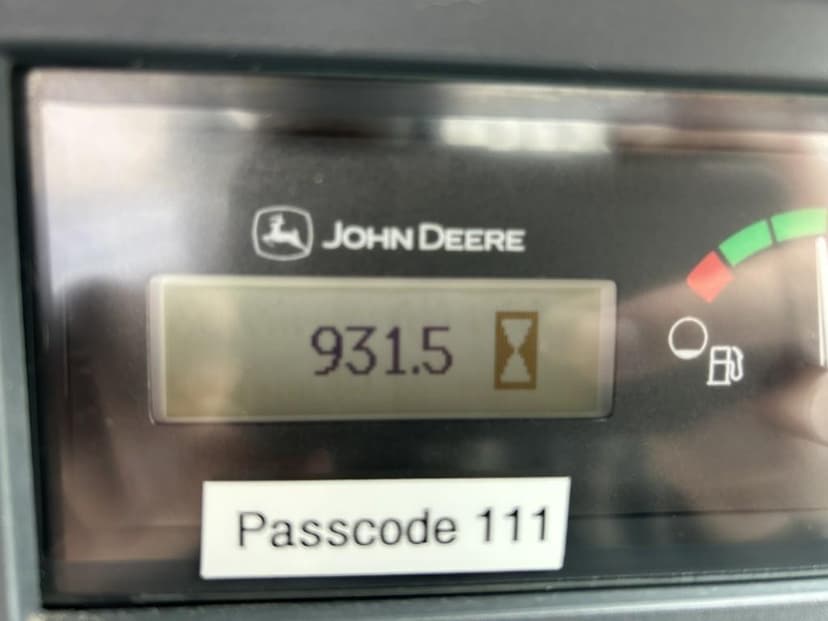 JOHN DEERE
931.5
Passcode 111